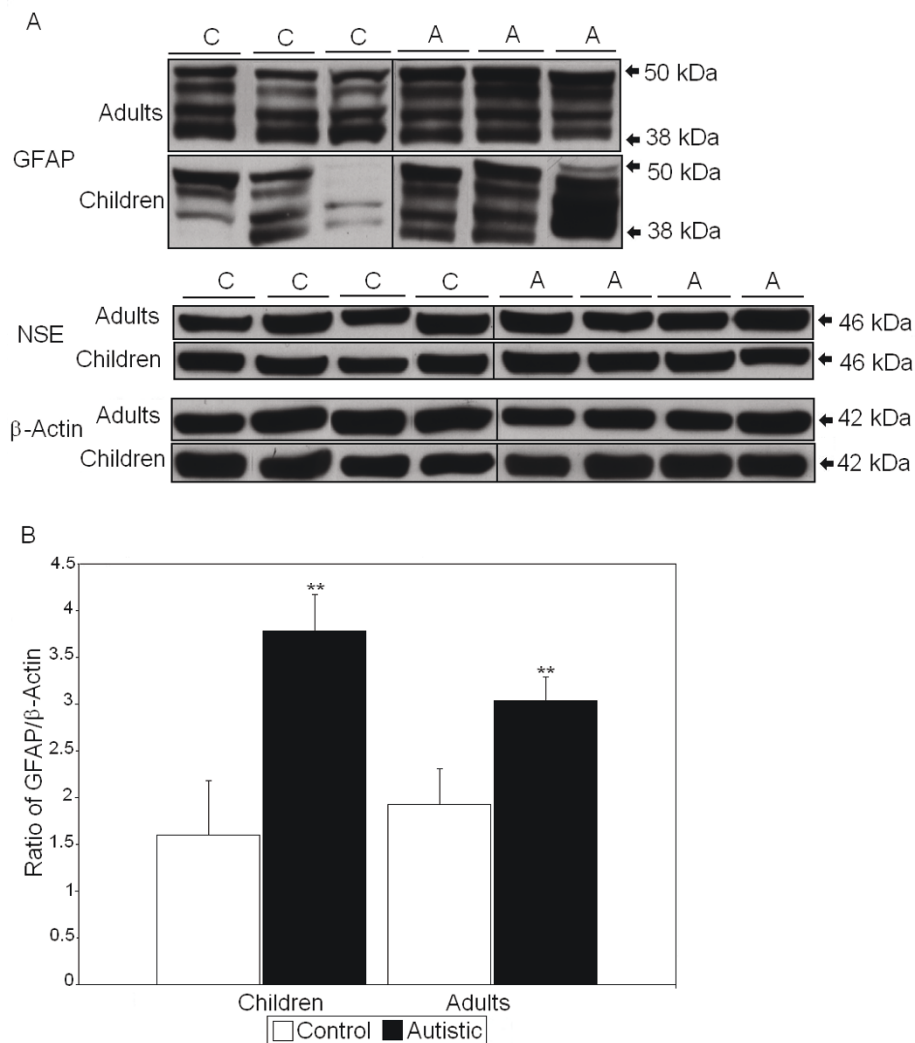 A
C C C A A A
Adults
50 kDa
38 kDa
GFAP
Children
50 kDa
38 kDa
C C C C A A A A
NSE
Adults
46 kDa
Children
46 kDa
β-Actin
Adults
42 kDa
Children
42 kDa
B
Ratio of GFAP/β-Actin
4.5
4
3.5
3
2.5
2
1.5
1
0.5
0
**
**
Children Adults
Control Autistic